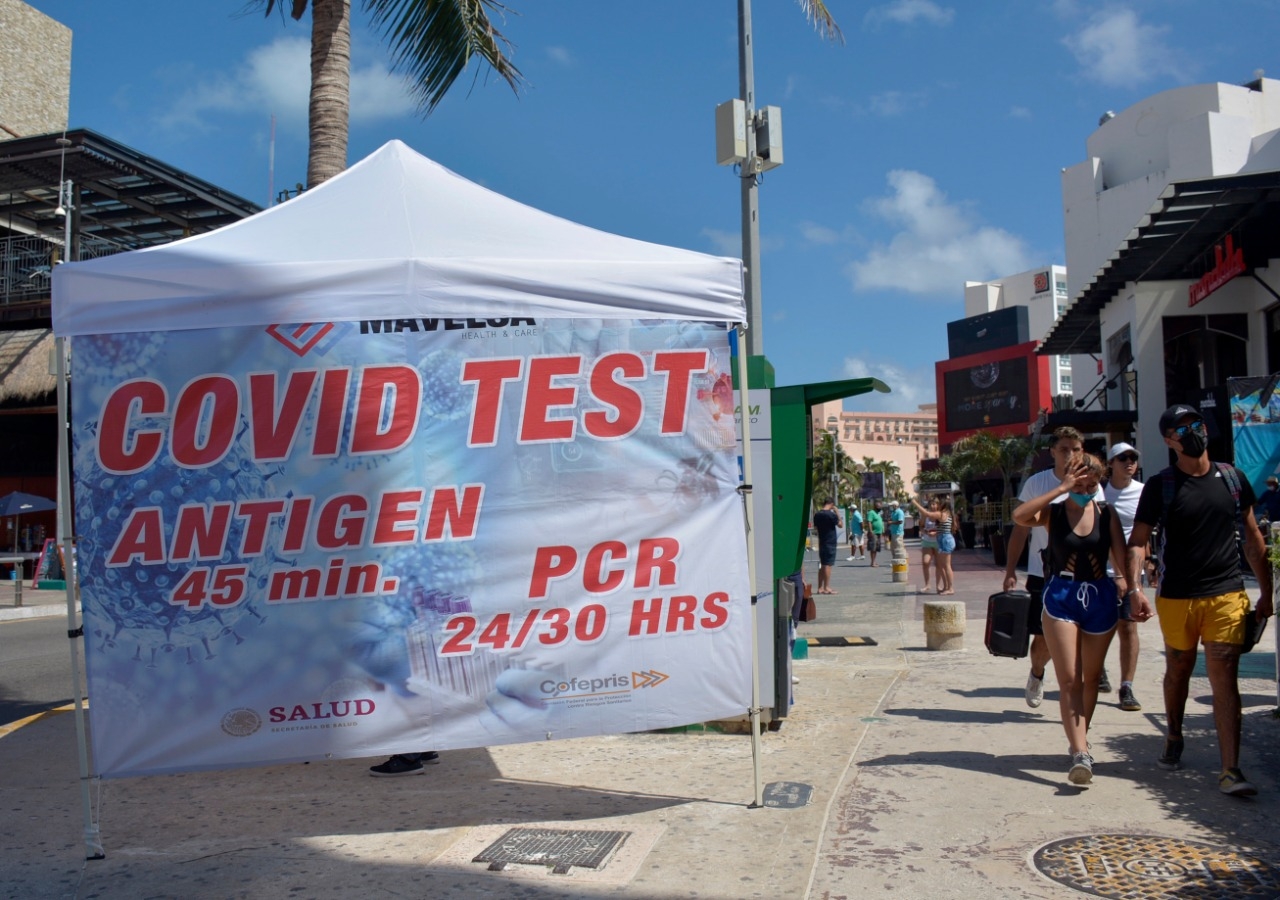 MAVELSA
HEALTH & CARE
COVID TEST
ANTIGEN
45 min.
PCR
24/30 HRS
Cofepris
SALUD
SECRETARÍA DE SALUD